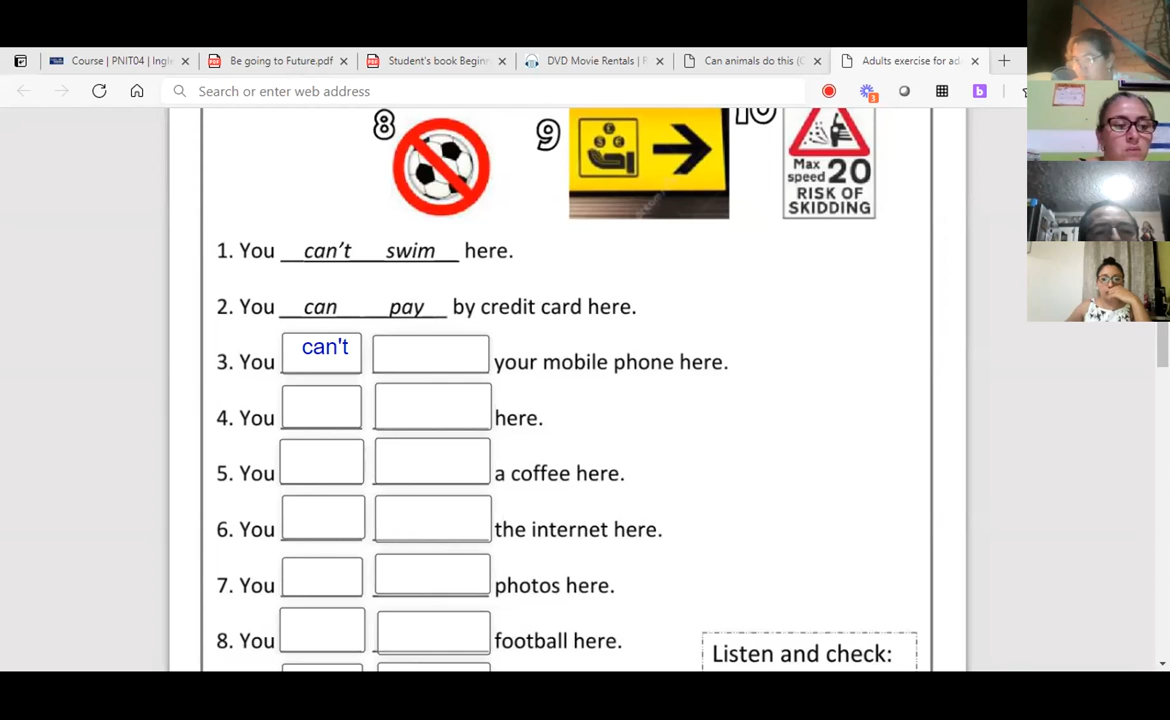 Course | PNIT04 | Ingl
Be going to Future.pdf
Student's book Beginn
DVD Movie Rentals | R
Can animals do this (C
Adults exercise for ad
Search or enter web address
3
b
8
9
10
Max
speed 20
RISK OF
SKIDDING
1. You can't swim here.
2. You can pay by credit card here.
3. You can't your mobile phone here.
4. You here.
5. You a coffee here.
6. You the internet here.
7. You photos here.
8. You football here.
Listen and check: